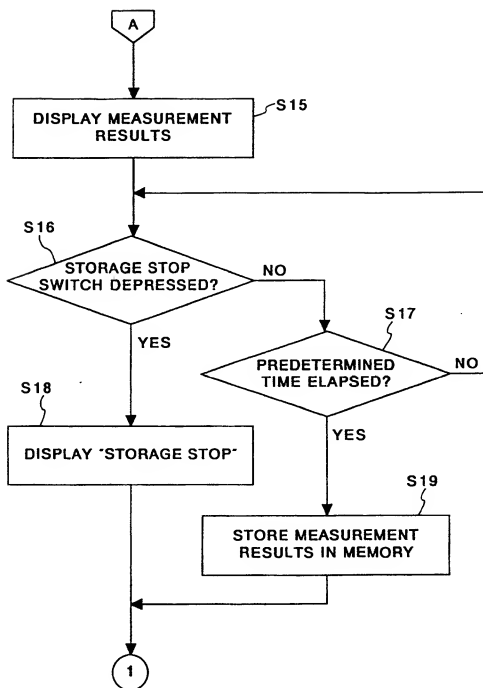 A
S15
DISPLAY MEASUREMENT
RESULTS
S16
STORAGE STOP
SWITCH DEPRESSED?
NO
YES
S17
PREDETERMINED
TIME ELAPSED?
NO
YES
S18
DISPLAY "STORAGE STOP"
S19
STORE MEASUREMENT
RESULTS IN MEMORY
1